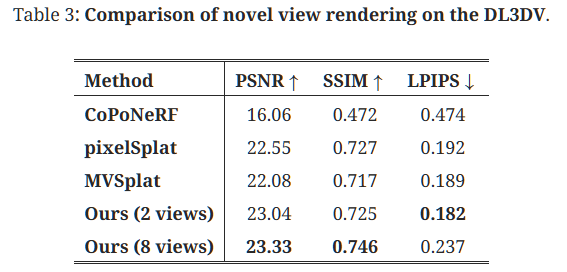 Table 3: Comparison of novel view rendering on the DL3DV.
Method PSNR ↑ SSIM ↑ LPIPS ↓
CoPoNeRF 16.06 0.472 0.474
pixelSplat 22.55 0.727 0.192
MVSplat 22.08 0.717 0.189
Ours (2 views) 23.04 0.725 0.182
Ours (8 views) 23.33 0.746 0.237